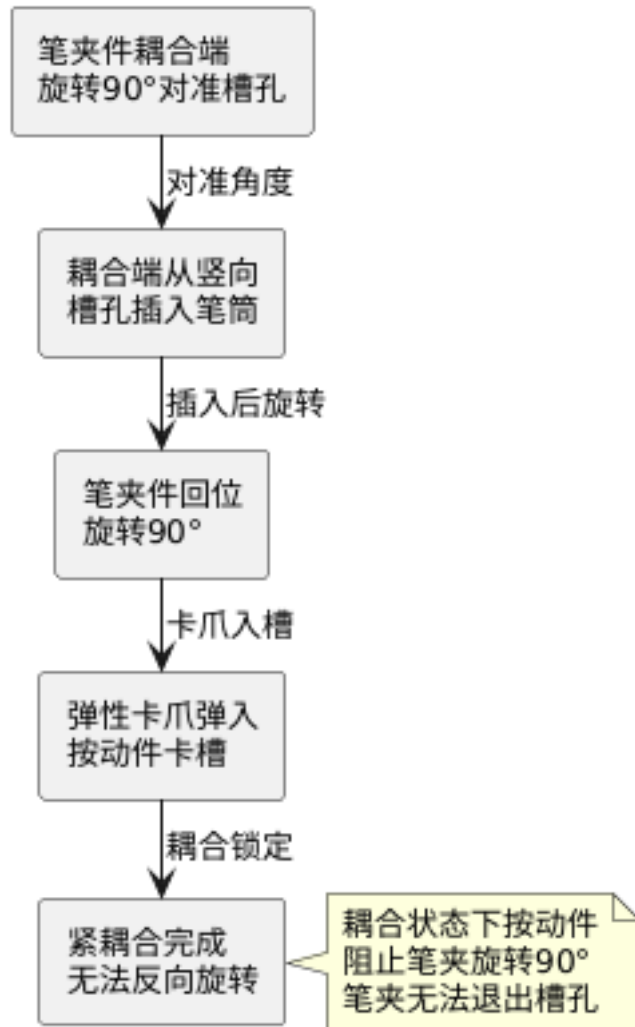 笔夹件耦合端
旋转90°对准槽孔
对准角度
耦合端从竖向
槽孔插入笔筒
插入后旋转
笔夹件回位
旋转90°
卡爪入槽
弹性卡爪弹入
按动件卡槽
耦合锁定
紧耦合完成
无法反向旋转
耦合状态下按动件
阻止笔夹旋转90°
笔夹无法退出槽孔